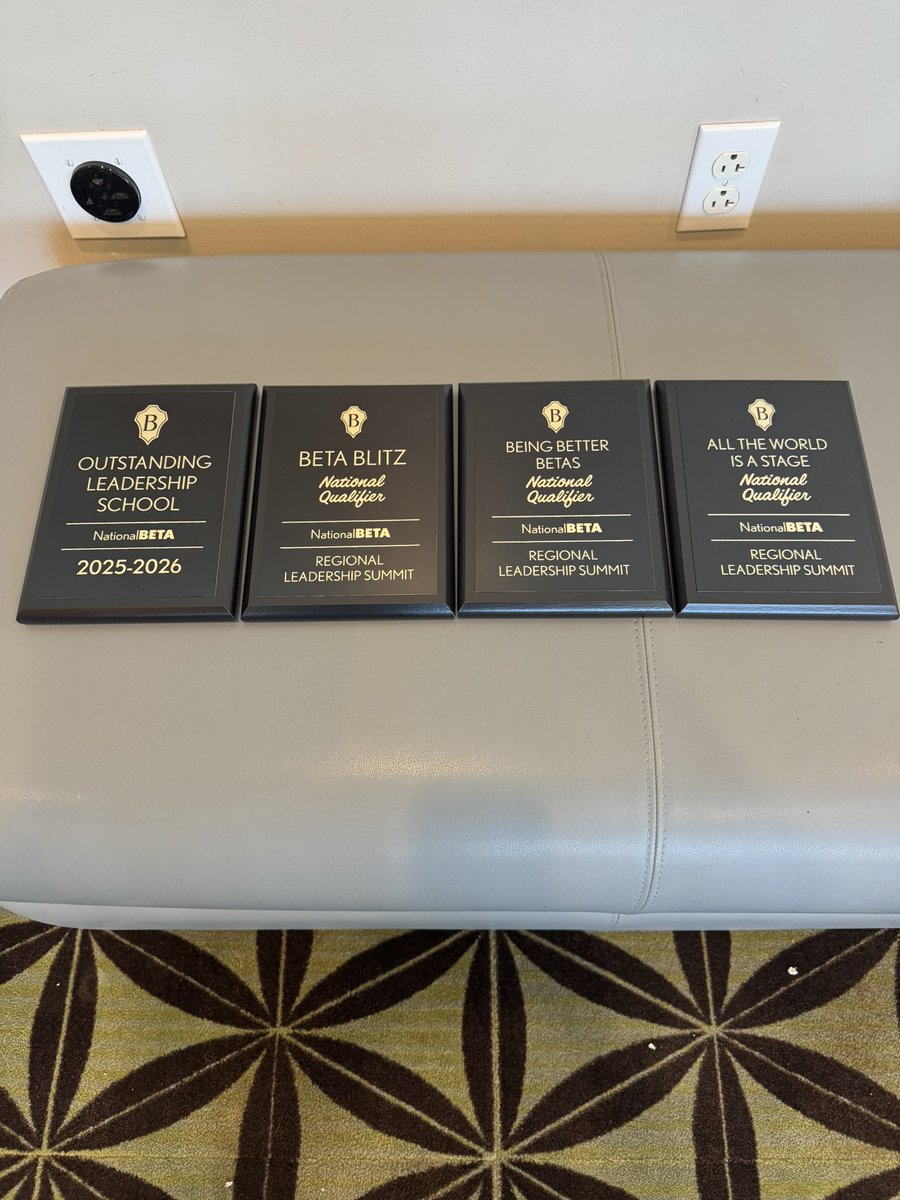 B
OUTSTANDING
LEADERSHIP
SCHOOL
NationalBETA
2025-2026
B
BETA BLITZ
National
Qualifier
NationalBETA
REGIONAL
LEADERSHIP SUMMIT
B
BEING BETTER
BETAS
National
Qualifier
NationalBETA
REGIONAL
LEADERSHIP SUMMIT
B
ALL THE WORLD
IS A STAGE
National
Qualifier
NationalBETA
REGIONAL
LEADERSHIP SUMMIT